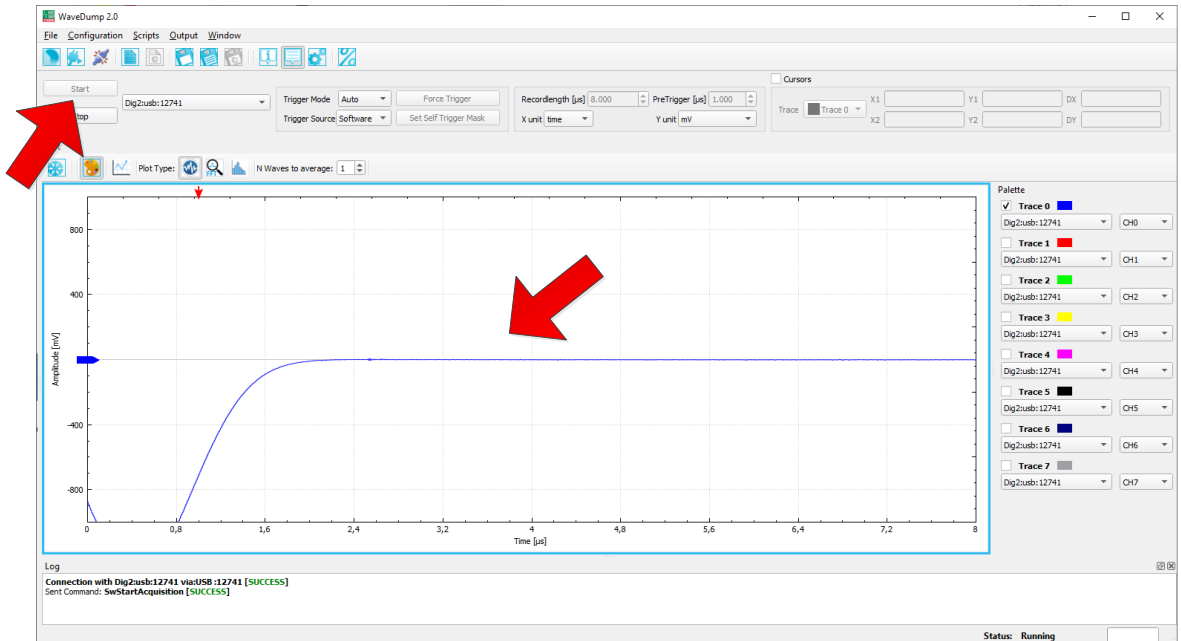 WaveDump 2.0
File Configuration Scripts Output Window
Start
Dig2:usb:12741
Trigger Mode Auto Force Trigger
Trigger Source Software Set Self Trigger Mask
Recordlength [µs] 8.000 PreTrigger [µs] 1.000
X unit time Y unit mV
Cursors
Trace Trace 0
X1 Y1 DX
X2 Y2 DY
FFT
Plot Type: N Waves to average: 1
800
400
-400
-800
Amplitude [mV]
0 0,8 1,6 2,4 3,2 4 4,8 5,6 6,4 7,2 8
Time [µs]
Palette
Trace 0
Dig2:usb:12741 CH0
Trace 1
Dig2:usb:12741 CH1
Trace 2
Dig2:usb:12741 CH2
Trace 3
Dig2:usb:12741 CH3
Trace 4
Dig2:usb:12741 CH4
Trace 5
Dig2:usb:12741 CH5
Trace 6
Dig2:usb:12741 CH6
Trace 7
Dig2:usb:12741 CH7
Log
Connection with Dig2:usb:12741 via:USB :12741 [SUCCESS]
Sent Command: SwStartAcquisition [SUCCESS]
Status: Running